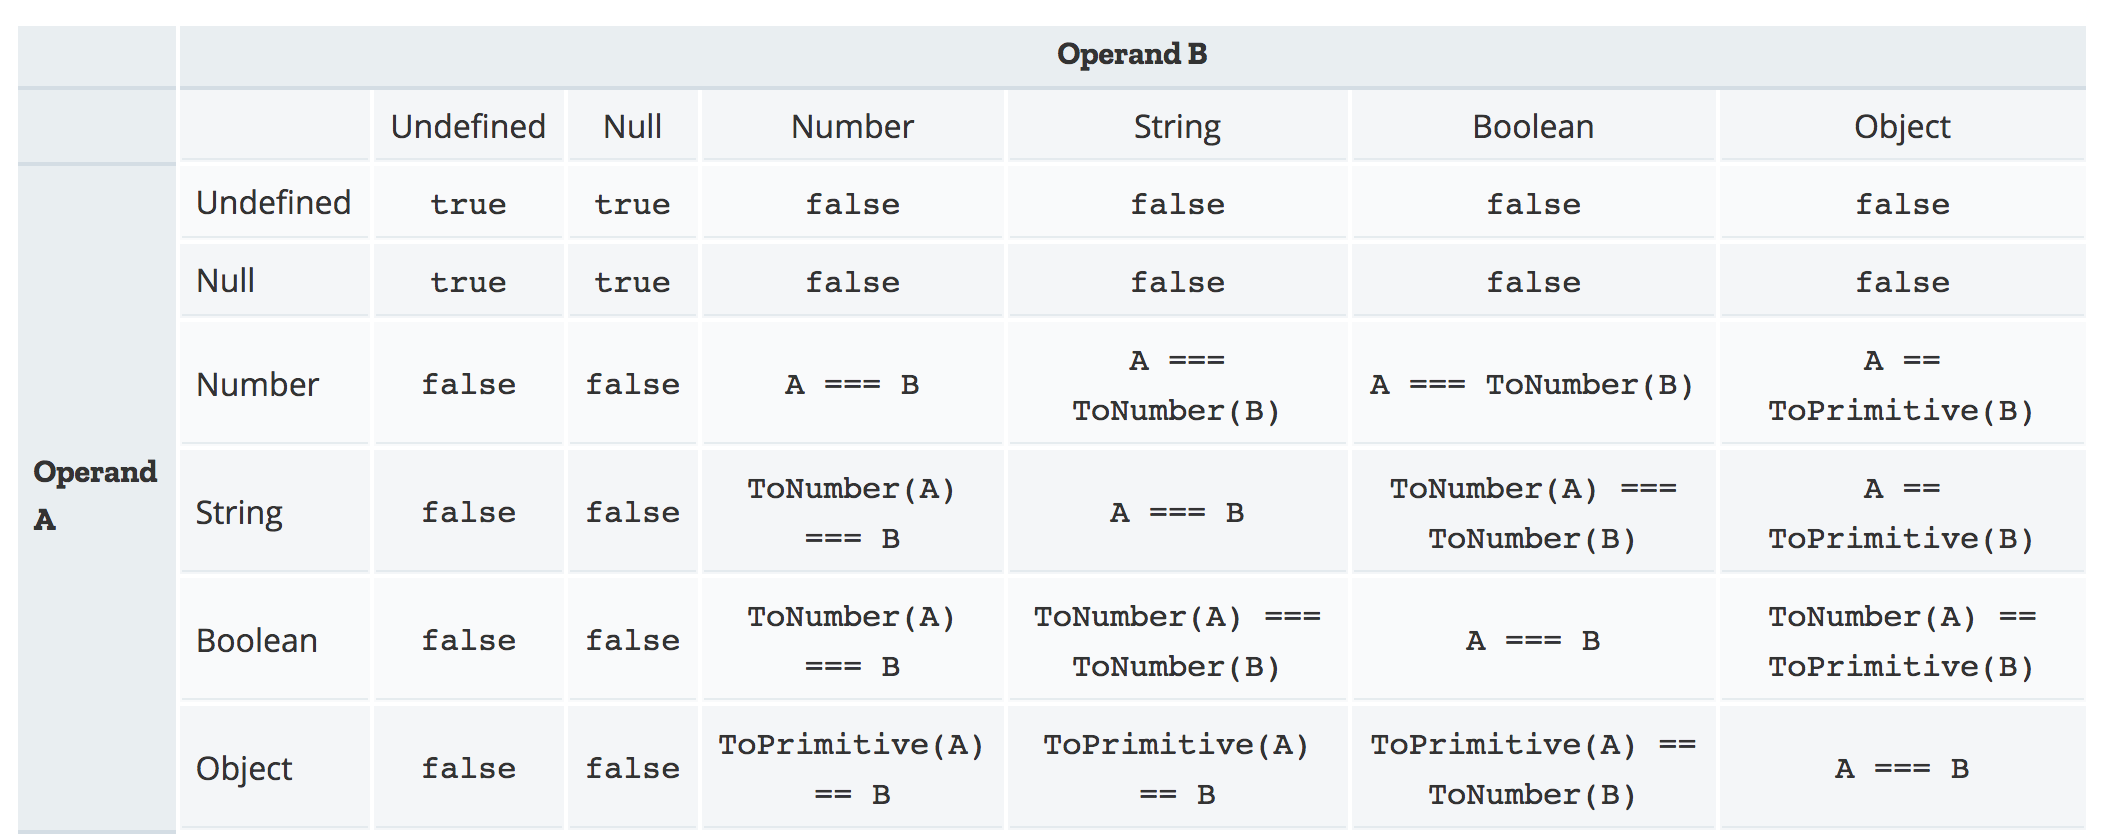 Operand B
Undefined Null Number String Boolean Object
Undefined true true false false false false
Null true true false false false false
Number false false A === B A === ToNumber(B) A === ToNumber(B) A == ToPrimitive(B)
Operand A
String false false ToNumber(A) === B A === B ToNumber(A) === ToNumber(B) A == ToPrimitive(B)
Boolean false false ToNumber(A) === B ToNumber(A) === ToNumber(B) A === B ToNumber(A) == ToPrimitive(B)
Object false false ToPrimitive(A) == B ToPrimitive(A) == B ToPrimitive(A) == ToNumber(B) A === B